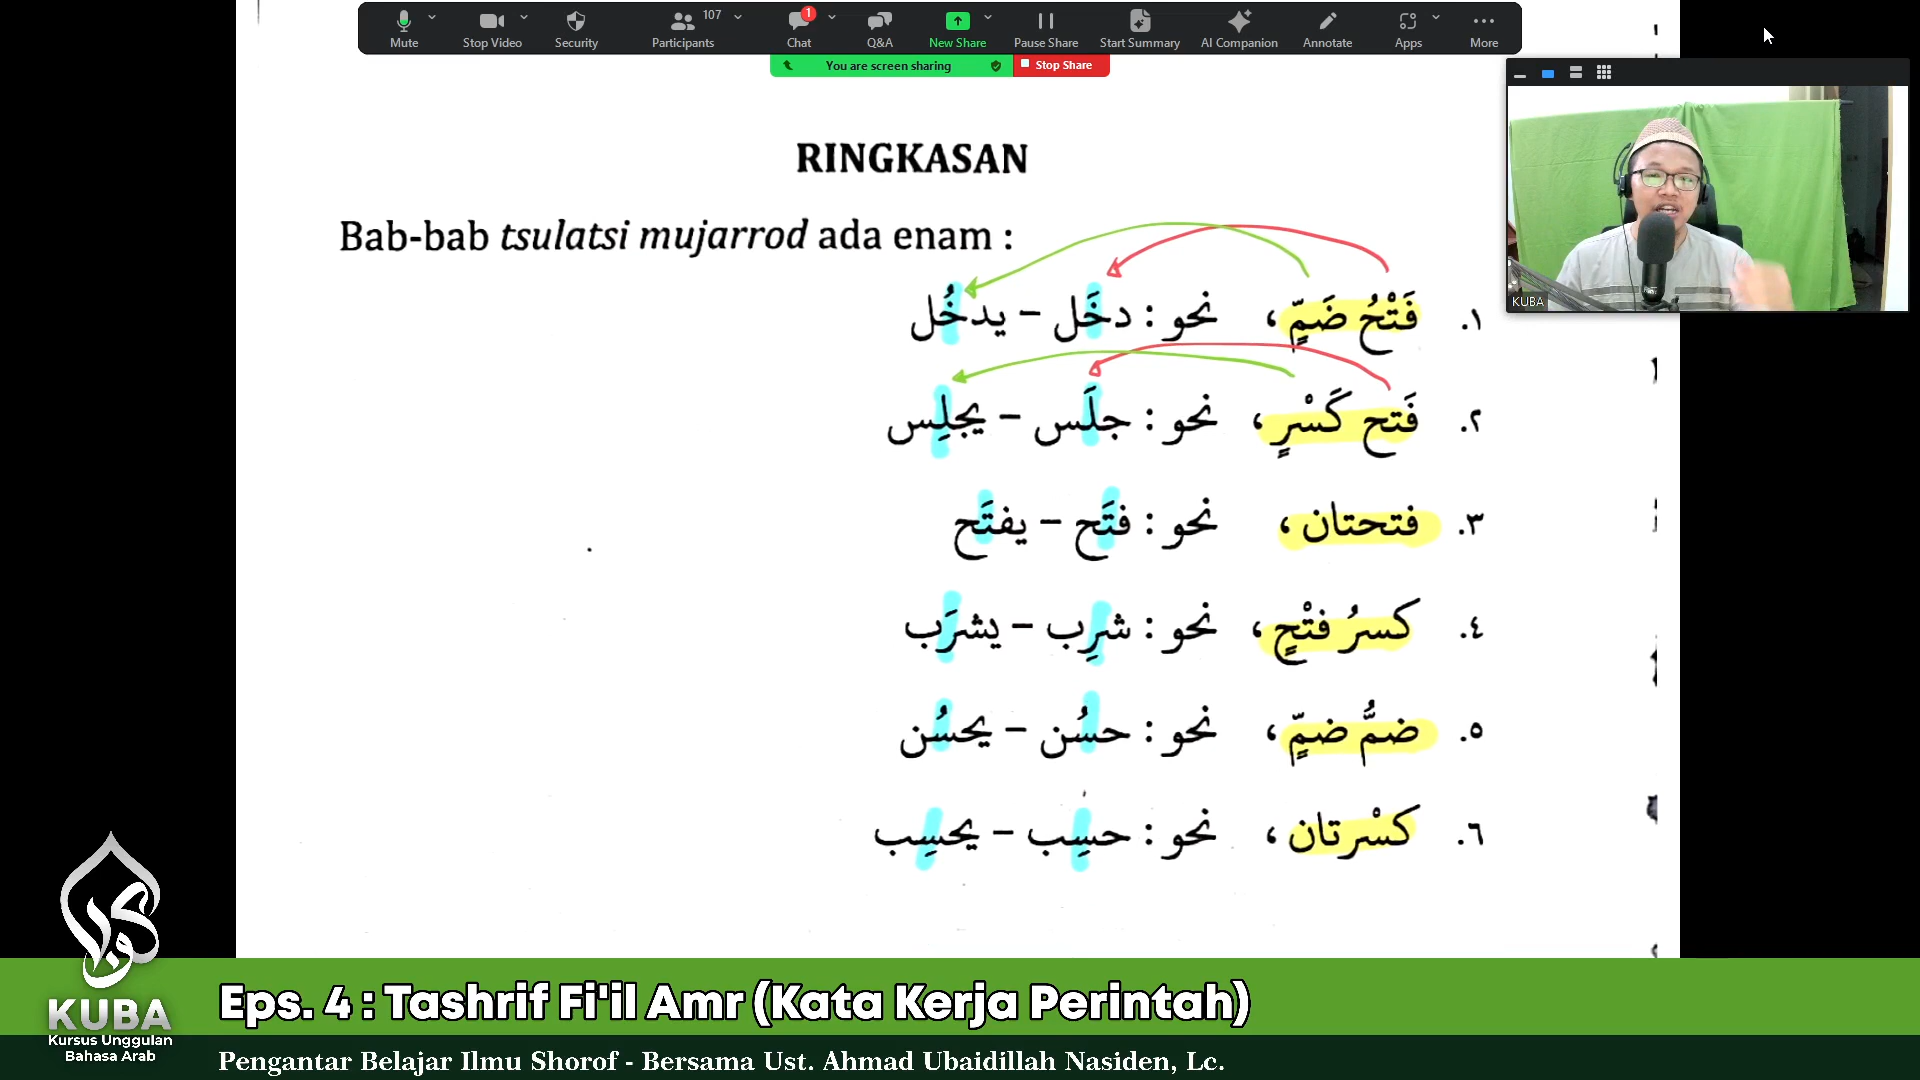 107
1
Mute
Stop Video
Security
Participants
Chat
Q&A
New Share
Pause Share
Start Summary
AI Companion
Annotate
Apps
More
You are screen sharing
Stop Share
KUBA
RINGKASAN
Bab-bab tsulatsi mujarrod ada enam :
١. فَتْحُ ضَمٍّ ، نحو : دخَل – يدخُل
٢. فَتح كَسْرٍ ، نحو : جلَس – يجلِس
٣. فتحتان ، نحو : فتَح – يفتَح
٤. كسرُ فتْحٍ ، نحو : شرِب – يشرَب
٥. ضمُّ ضمٍّ ، نحو : حسُن – يحسُن
٦. كسْرتان ، نحو : حسِب – يحسِب
KUBA
Kursus Unggulan
Bahasa Arab
Eps. 4 : Tashrif Fi'il Amr (Kata Kerja Perintah)
Pengantar Belajar Ilmu Shorof - Bersama Ust. Ahmad Ubaidillah Nasiden, Lc.